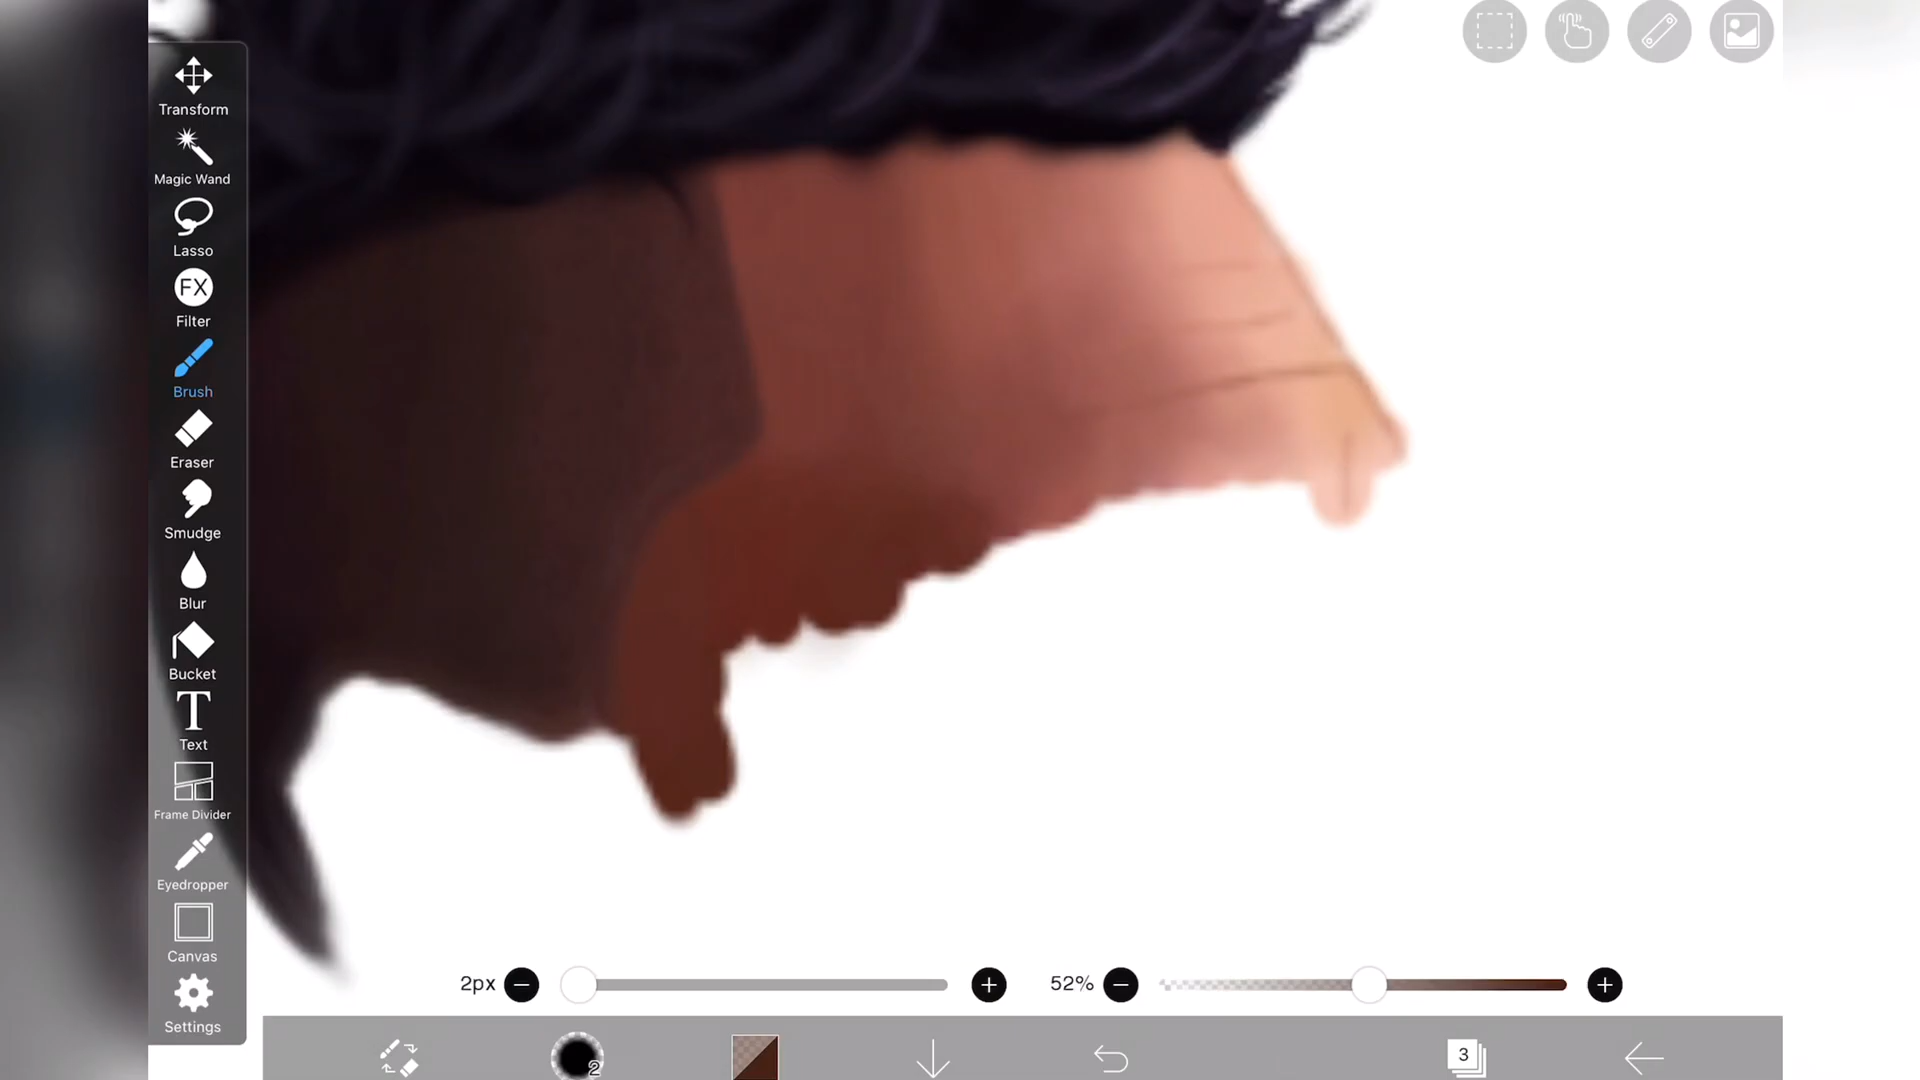 Transform
Magic Wand
Lasso
FX
Filter
Brush
Eraser
Smudge
Blur
Bucket
T
Text
Frame Divider
Eyedropper
Canvas
Settings
2px
52%
2
3